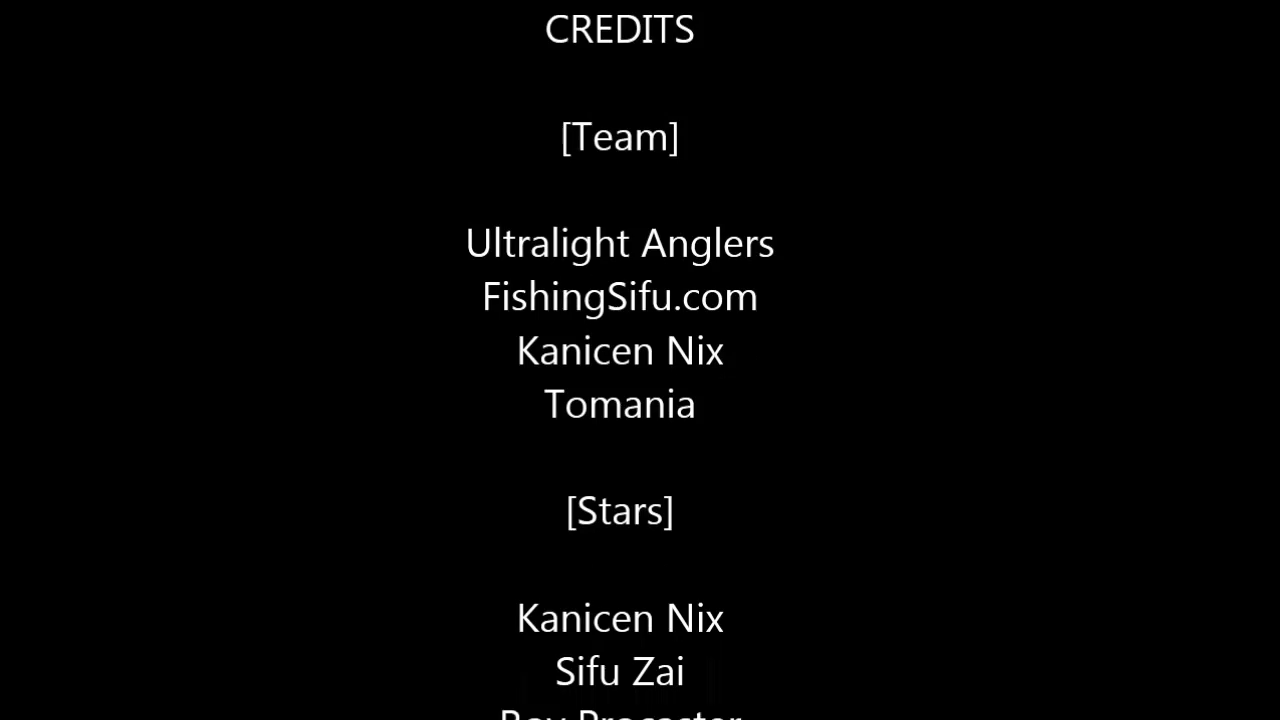 CREDITS
[Team]
Ultralight Anglers
FishingSifu.com
Kanicen Nix
Tomania
[Stars]
Kanicen Nix
Sifu Zai